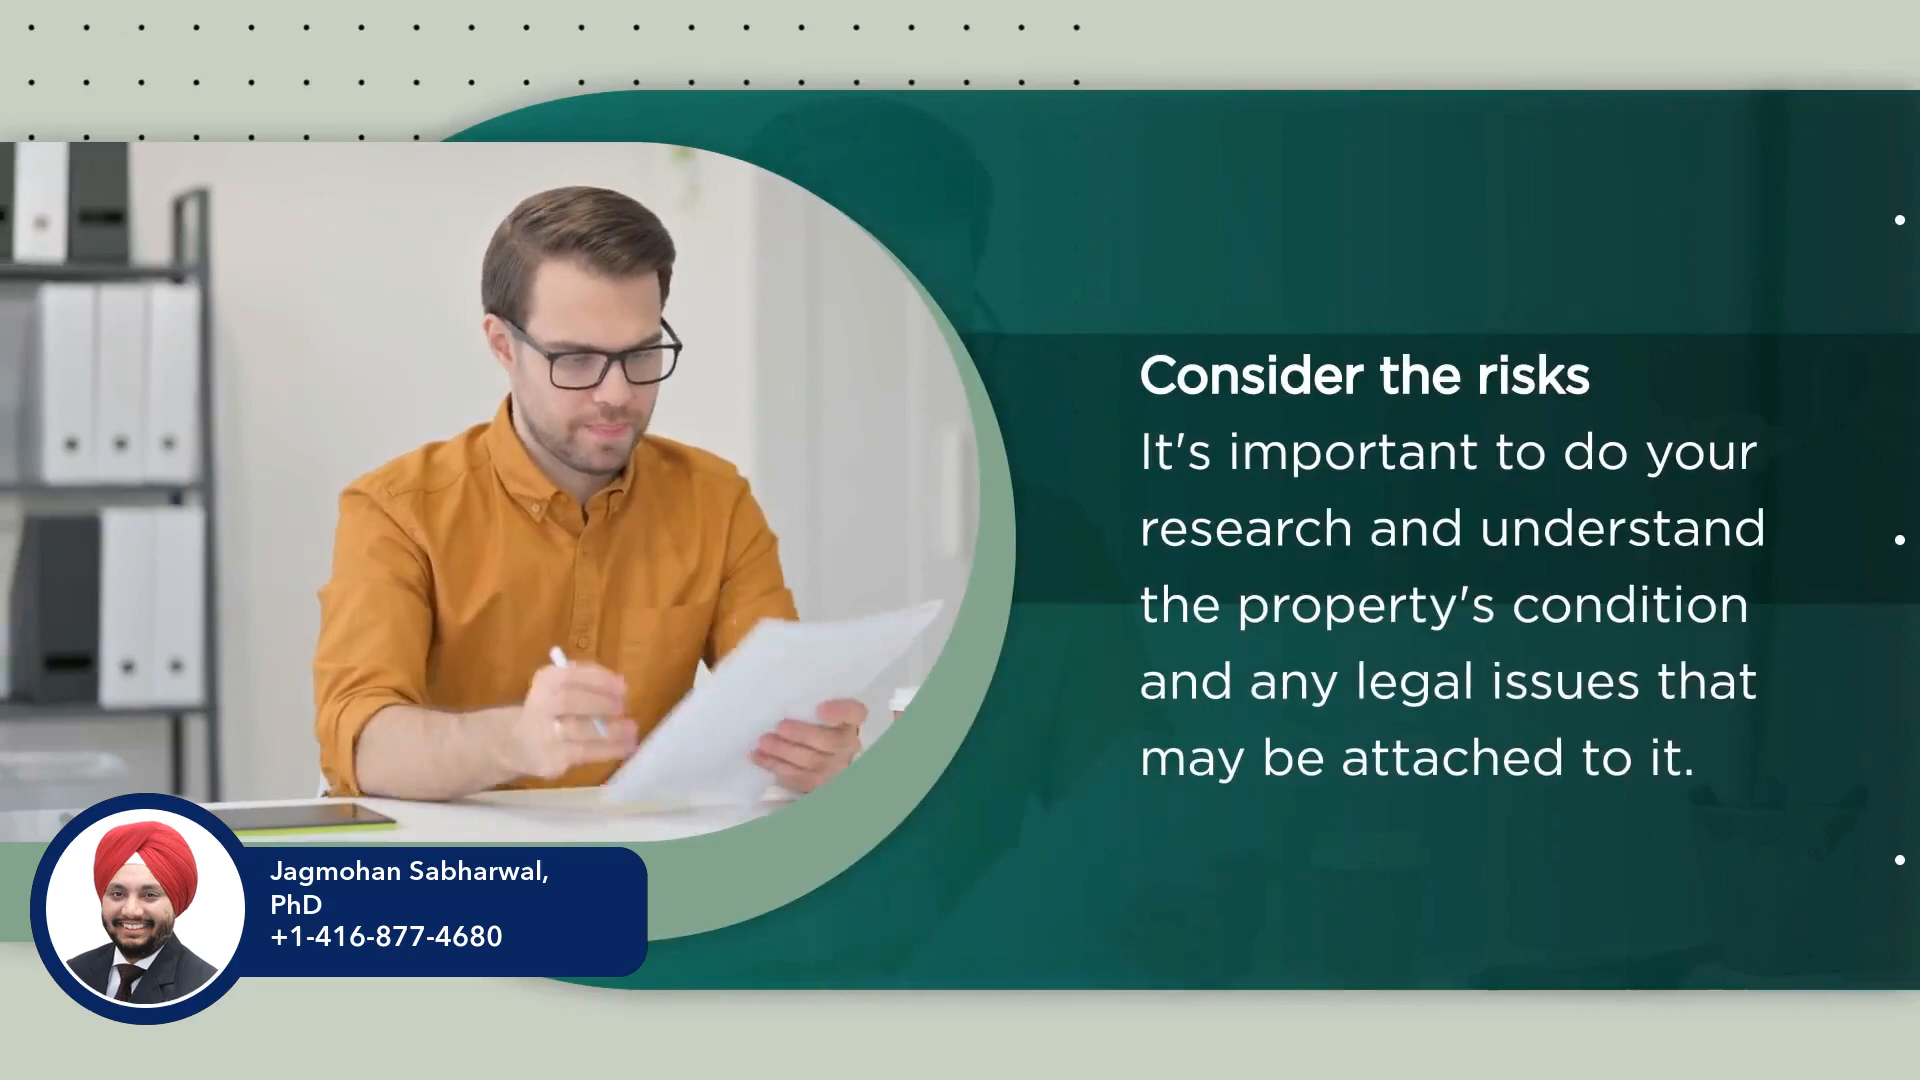 Consider the risks
It's important to do your
research and understand
the property's condition
and any legal issues that
may be attached to it.
Jagmohan Sabharwal,
PhD
+1-416-877-4680